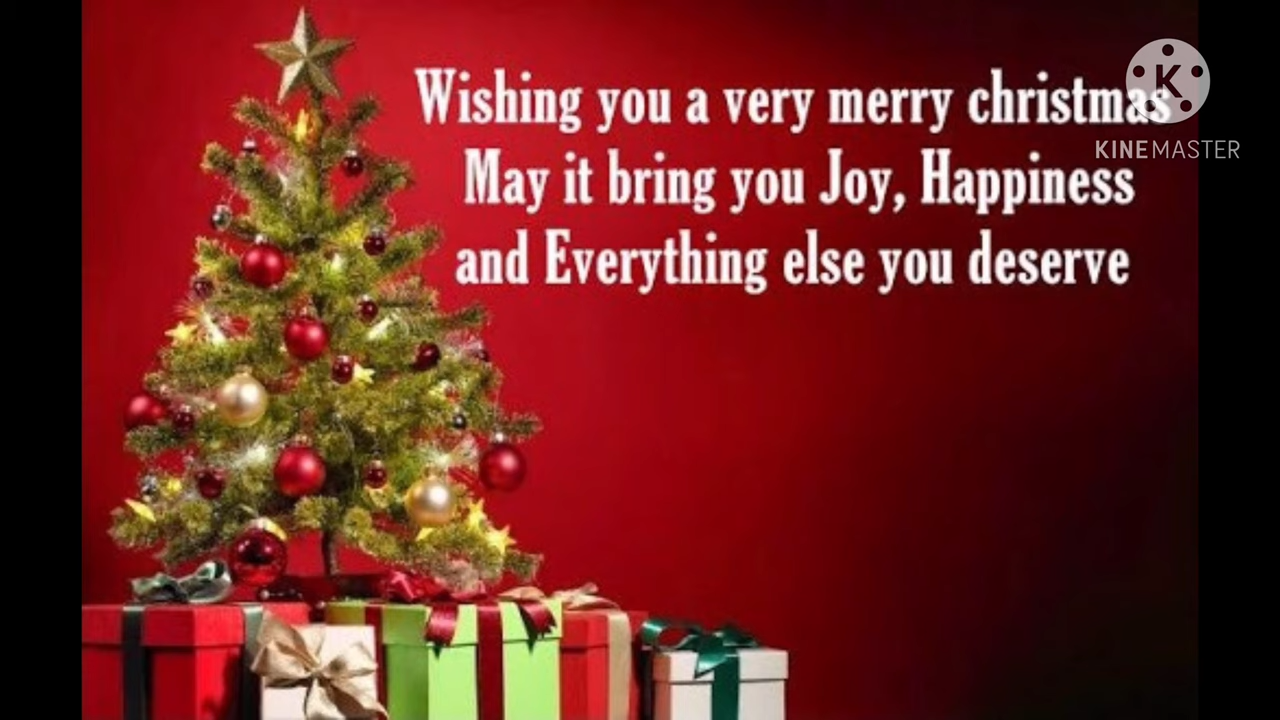 Wishing you a very merry christmas
May it bring you Joy, Happiness
and Everything else you deserve
K
KINEMASTER